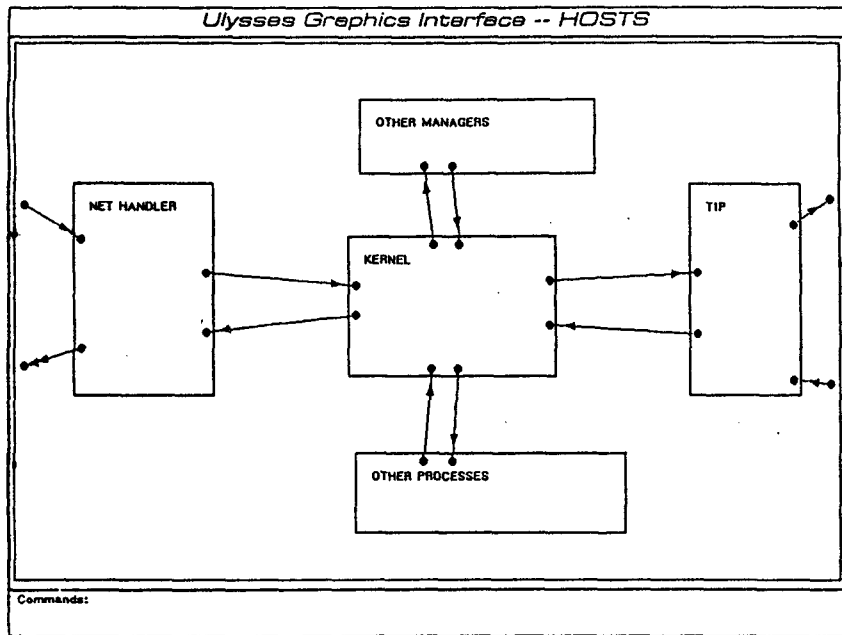 Ulysses Graphics Interface -- HOSTS
OTHER MANAGERS
NET HANDLER
TIP
KERNEL
OTHER PROCESSES
Commands: